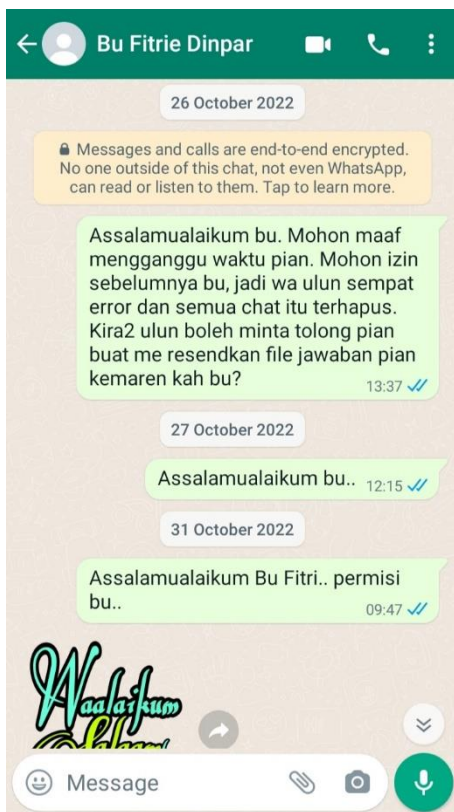 Bu Fitrie Dinpar
26 October 2022
Messages and calls are end-to-end encrypted.
No one outside of this chat, not even WhatsApp,
can read or listen to them. Tap to learn more.
Assalamualaikum bu. Mohon maaf
mengganggu waktu pian. Mohon izin
sebelumnya bu, jadi wa ulun sempat
error dan semua chat itu terhapus.
Kira2 ulun boleh minta tolong pian
buat me resendkan file jawaban pian
kemaren kah bu?
13:37
27 October 2022
Assalamualaikum bu.. 12:15
31 October 2022
Assalamualaikum Bu Fitri.. permisi
bu..
09:47
Waalaikum
Salaam
Message